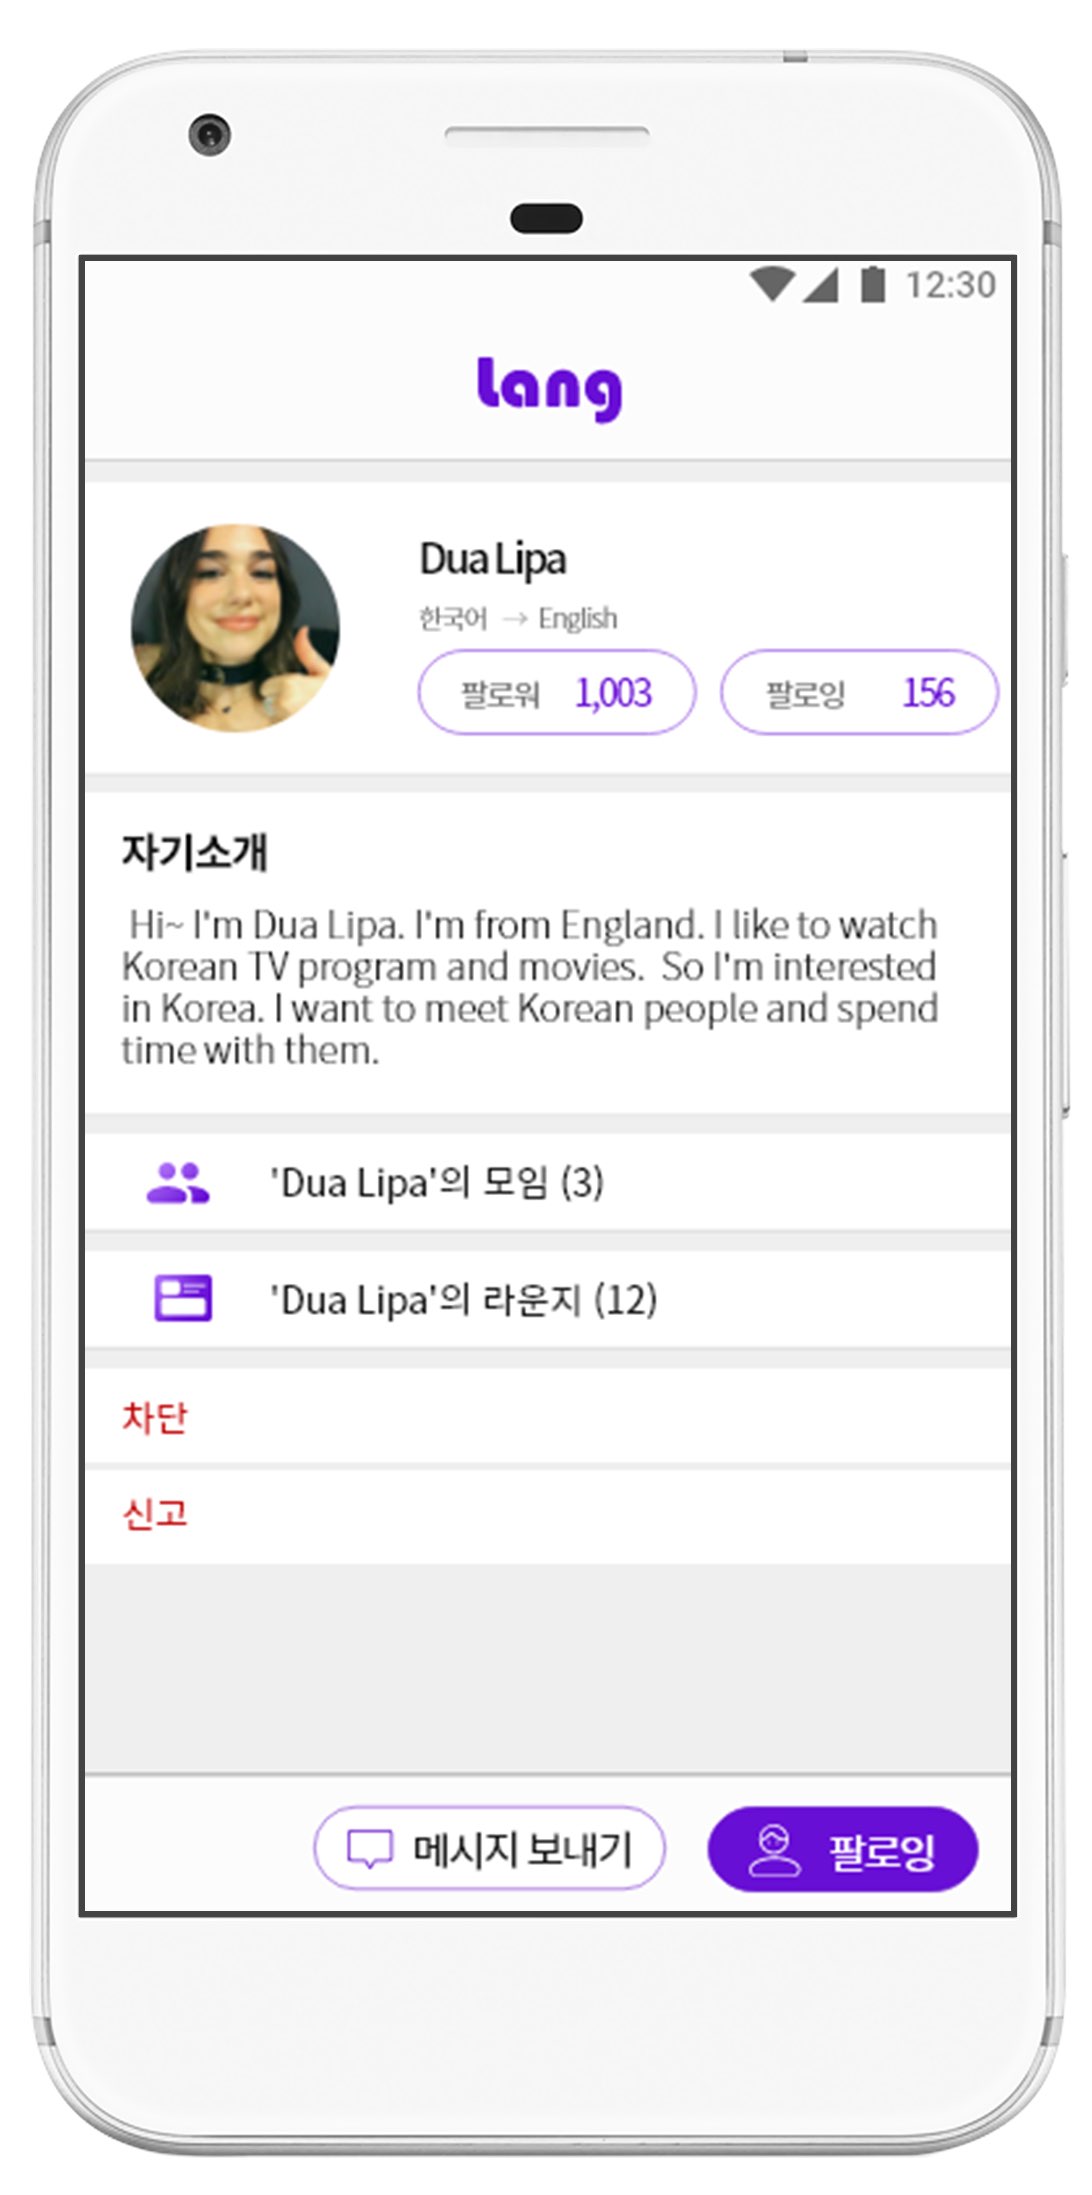 12:30
Lang
Dua Lipa
한국어 → English
팔로워 1,003 팔로잉 156
자기소개
Hi~ I'm Dua Lipa. I'm from England. I like to watch
Korean TV program and movies. So I'm interested
in Korea. I want to meet Korean people and spend
time with them.
'Dua Lipa'의 모임 (3)
'Dua Lipa'의 라운지 (12)
차단
신고
메시지 보내기 팔로잉